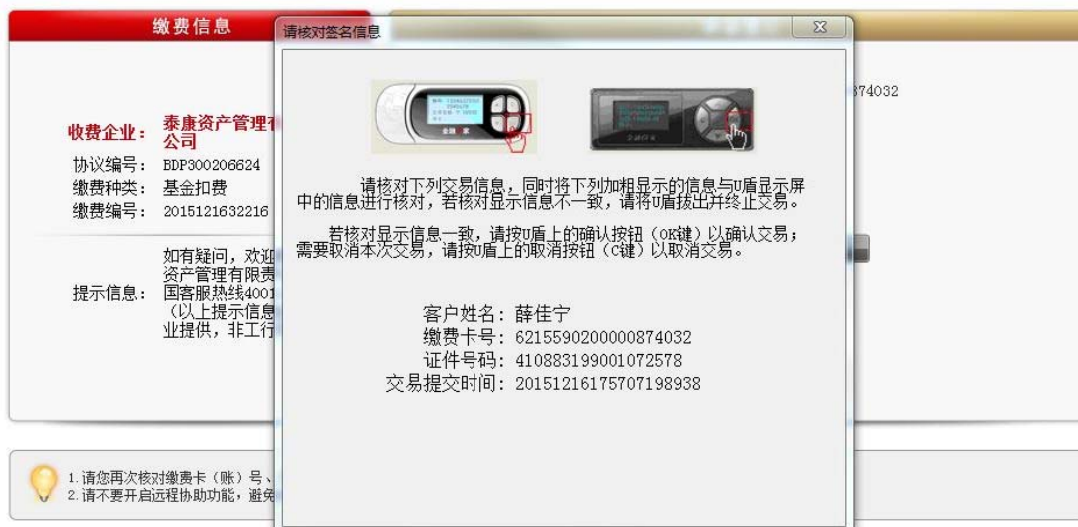 缴费信息
请核对签名信息
874032
收费企业：
泰康资产管理有
公司
协议编号： BDP300206624
缴费种类： 基金扣费
缴费编号： 2015121632216
提示信息：
如有疑问，欢迎
资产管理有限责
国客服热线4001
（以上提示信息
业提供，非工行
请核对下列交易信息，同时将下列加粗显示的信息与U盾显示屏
中的信息进行核对，若核对显示信息不一致，请将U盾拔出并终止交易。
若核对显示信息一致，请按U盾上的确认按钮（OK键）以确认交易；
需要取消本次交易，请按U盾上的取消按钮（C键）以取消交易。
客户姓名：薛佳宁
缴费卡号：6215590200000874032
证件号码：410883199001072578
交易提交时间：20151216175707198938
1.请您再次核对缴费卡（账）号、
2.请不要开启远程协助功能，避免